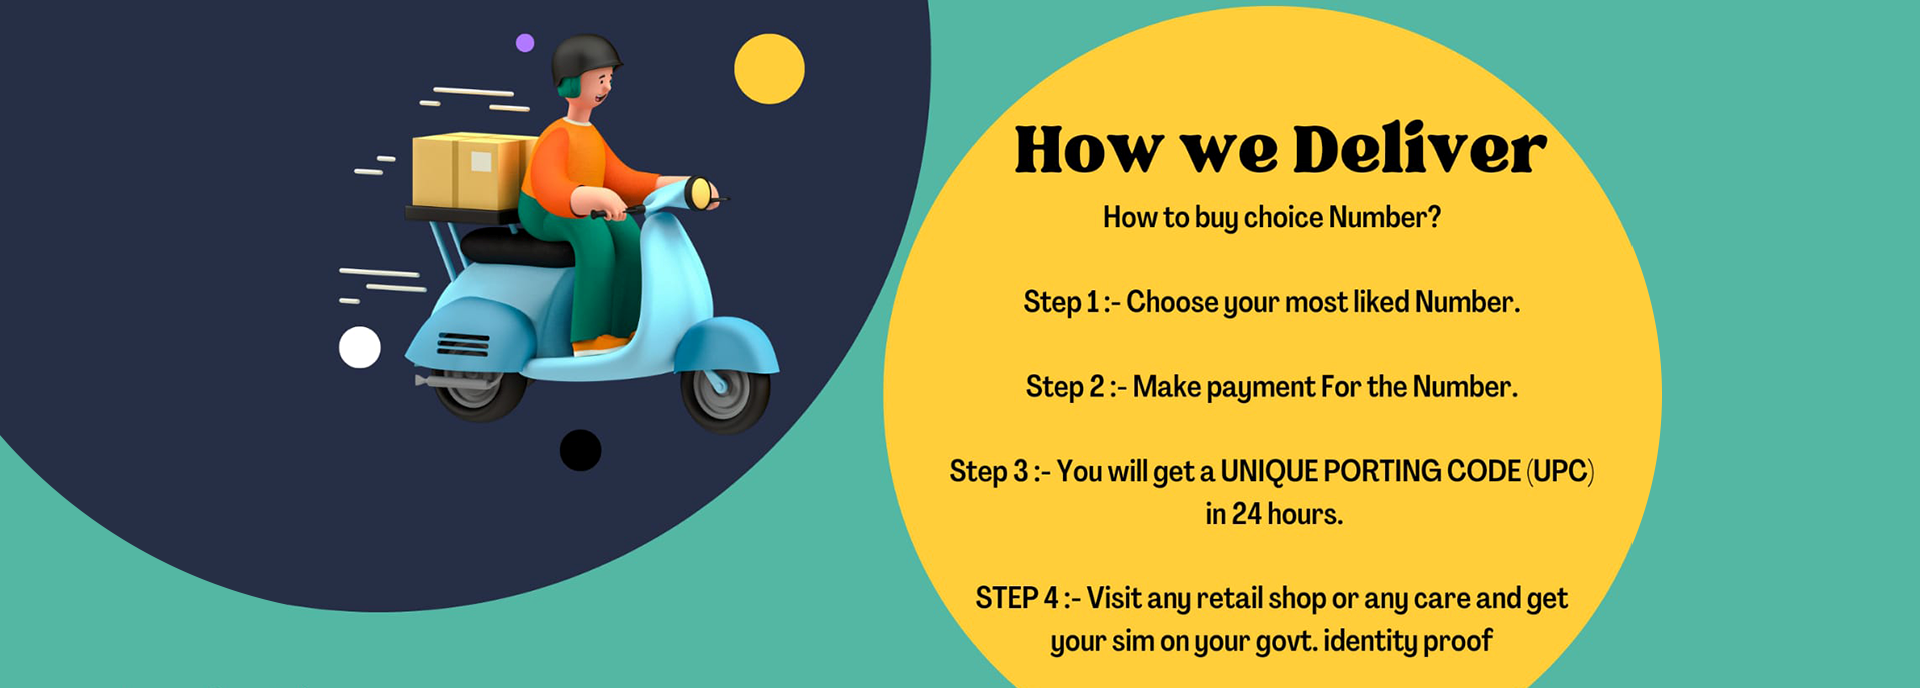 How we Deliver
How to buy choice Number?
Step 1 :- Choose your most liked Number.
Step 2 :- Make payment For the Number.
Step 3 :- You will get a UNIQUE PORTING CODE (UPC)
in 24 hours.
STEP 4 :- Visit any retail shop or any care and get
your sim on your govt. identity proof